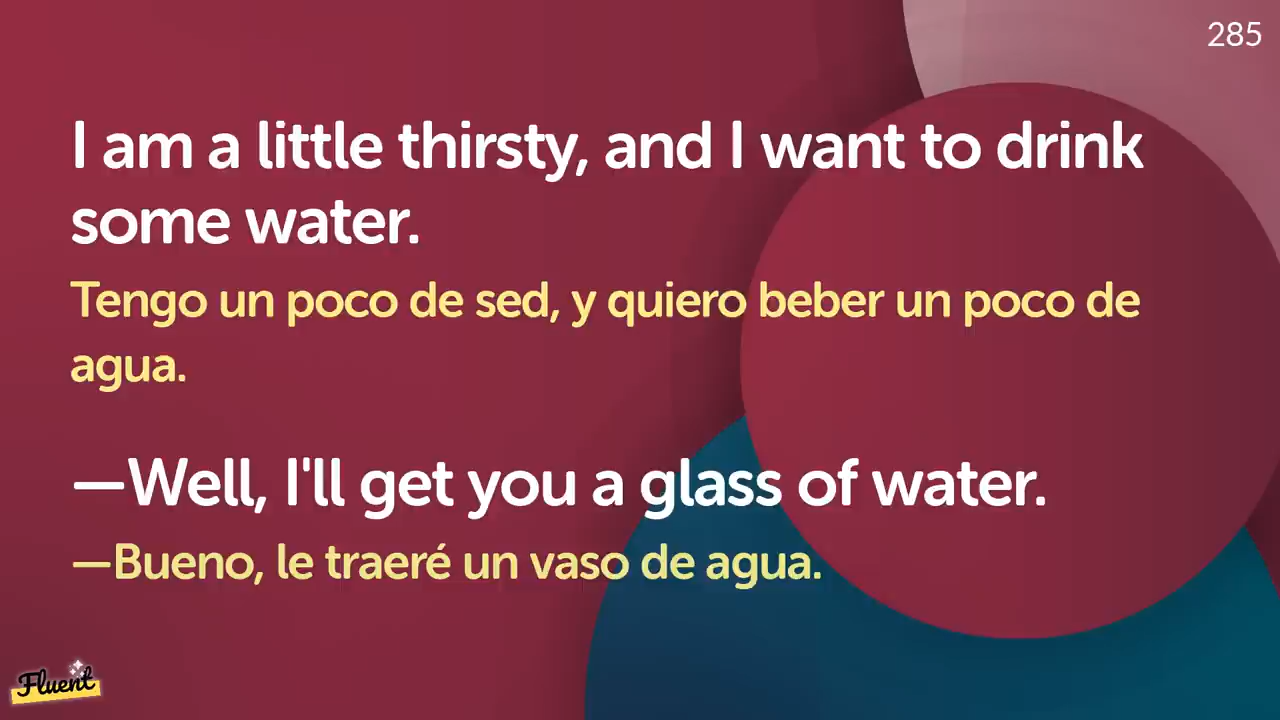 285
I am a little thirsty, and I want to drink
some water.
Tengo un poco de sed, y quiero beber un poco de
agua.
—Well, I'll get you a glass of water.
—Bueno, le traeré un vaso de agua.
Fluent